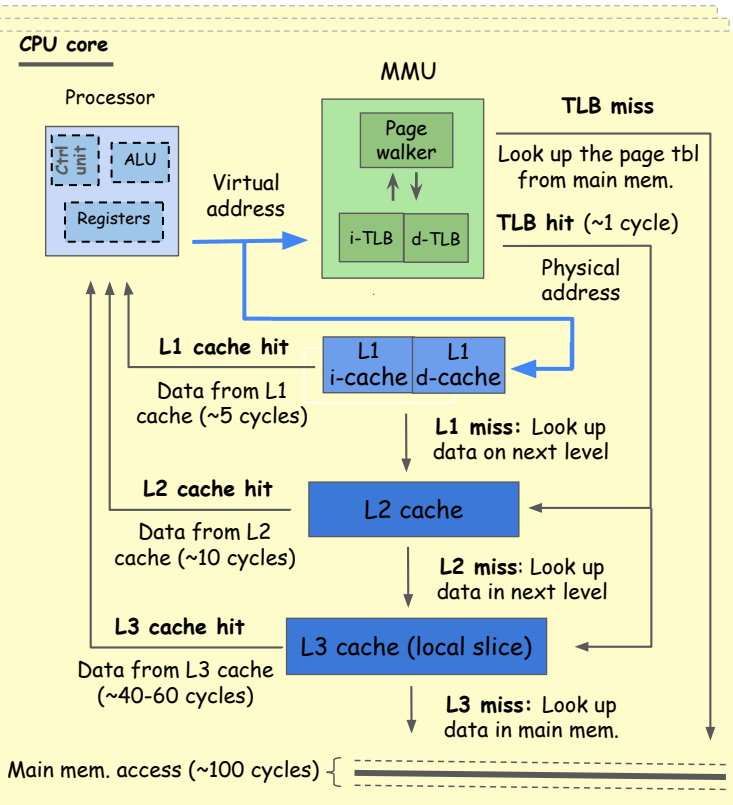 CPU core
MMU
Processor
Ctrl
unit
ALU
Registers
Page
walker
i-TLB
d-TLB
Virtual
address
TLB miss
Look up the page tbl
from main mem.
TLB hit (~1 cycle)
Physical
address
L1 cache hit
Data from L1
cache (~5 cycles)
L1
i-cache
L1
d-cache
L1 miss: Look up
data on next level
L2 cache hit
Data from L2
cache (~10 cycles)
L2 cache
L2 miss: Look up
data in next level
L3 cache hit
Data from L3 cache
(~40-60 cycles)
L3 cache (local slice)
L3 miss: Look up
data in main mem.
Main mem. access (~100 cycles)